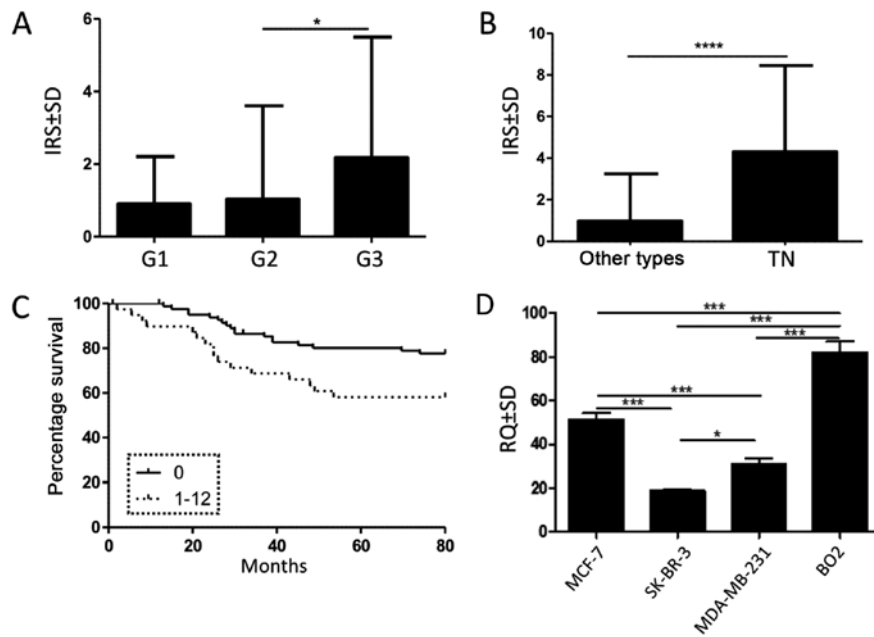 A
IRS±SD
6
4
2
0
*
G1 G2 G3
B
IRS±SD
10
8
6
4
2
0
****
Other types TN
C
Percentage survival
100
80
60
40
20
0
0
1-12
0 20 40 60 80
Months
D
RQ±SD
100
80
60
40
20
0
***
***
***
***
***
*
MCF-7
SK-BR-3
MDA-MB-231
BO2